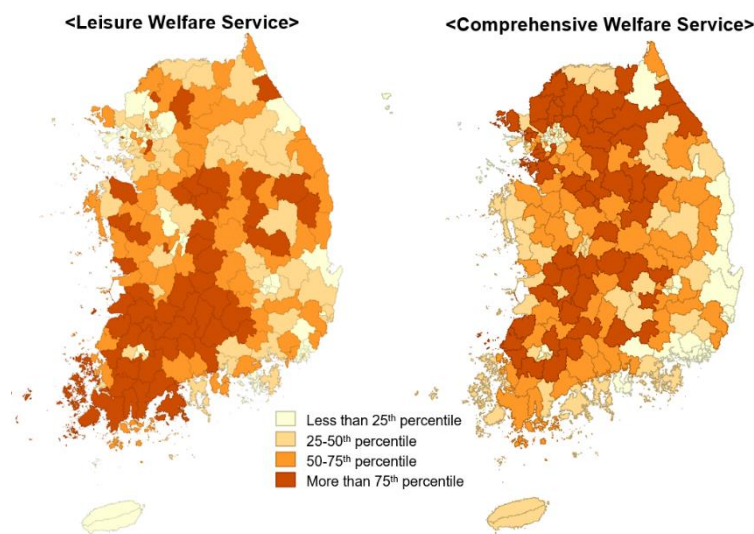 <Leisure Welfare Service>
<Comprehensive Welfare Service>
Less than 25th percentile
25-50th percentile
50-75th percentile
More than 75th percentile